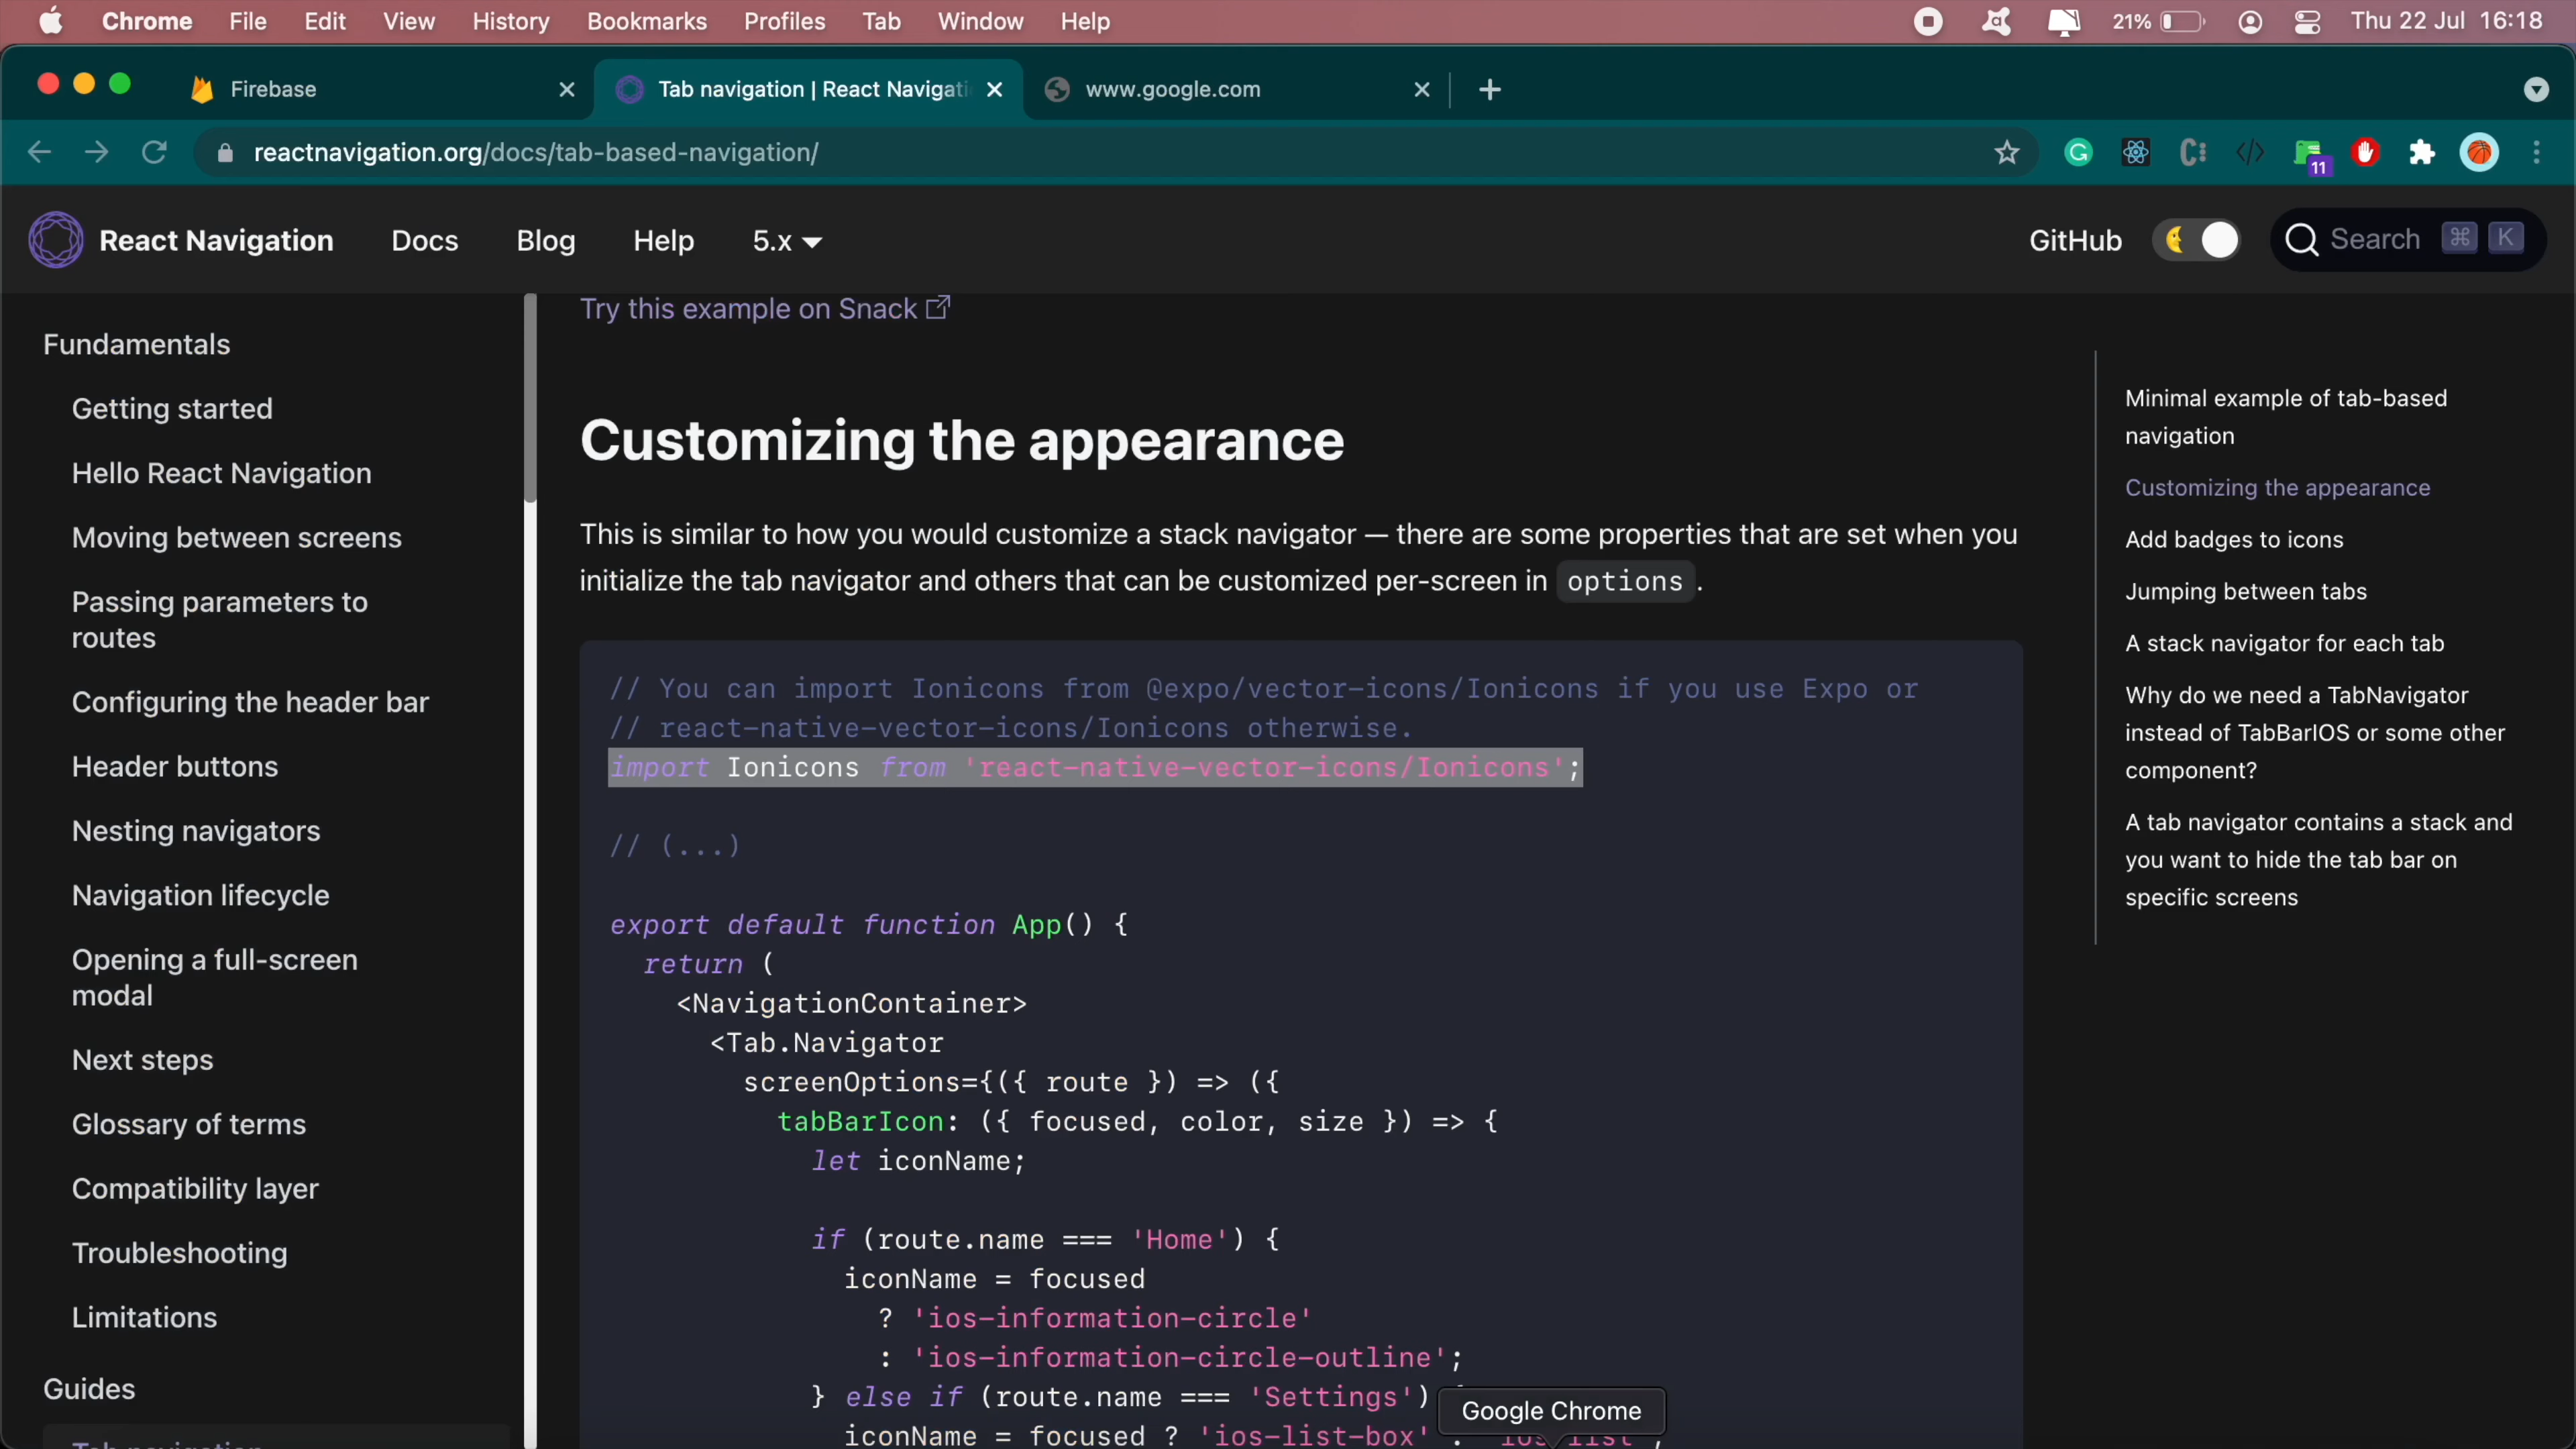 Chrome File Edit View History Bookmarks Profiles Tab Window Help 21% Thu 22 Jul 16:18
Firebase Tab navigation | React Navigati www.google.com
reactnavigation.org/docs/tab-based-navigation/ 11
React Navigation Docs Blog Help 5.x GitHub Search ⌘ K
Fundamentals
Getting started
Hello React Navigation
Moving between screens
Passing parameters to
routes
Configuring the header bar
Header buttons
Nesting navigators
Navigation lifecycle
Opening a full-screen
modal
Next steps
Glossary of terms
Compatibility layer
Troubleshooting
Limitations
Guides
Tab navigation
Try this example on Snack
Customizing the appearance
This is similar to how you would customize a stack navigator — there are some properties that are set when you
initialize the tab navigator and others that can be customized per-screen in options.
// You can import Ionicons from @expo/vector-icons/Ionicons if you use Expo or
// react-native-vector-icons/Ionicons otherwise.
import Ionicons from 'react-native-vector-icons/Ionicons';
// (...)
export default function App() {
return (
<NavigationContainer>
<Tab.Navigator
screenOptions={({ route }) => ({
tabBarIcon: ({ focused, color, size }) => {
let iconName;
if (route.name === 'Home') {
iconName = focused
? 'ios-information-circle'
: 'ios-information-circle-outline';
} else if (route.name === 'Settings') {
iconName = focused ? 'ios-list-box' : 'ios-list';
Google Chrome
Minimal example of tab-based
navigation
Customizing the appearance
Add badges to icons
Jumping between tabs
A stack navigator for each tab
Why do we need a TabNavigator
instead of TabBarIOS or some other
component?
A tab navigator contains a stack and
you want to hide the tab bar on
specific screens